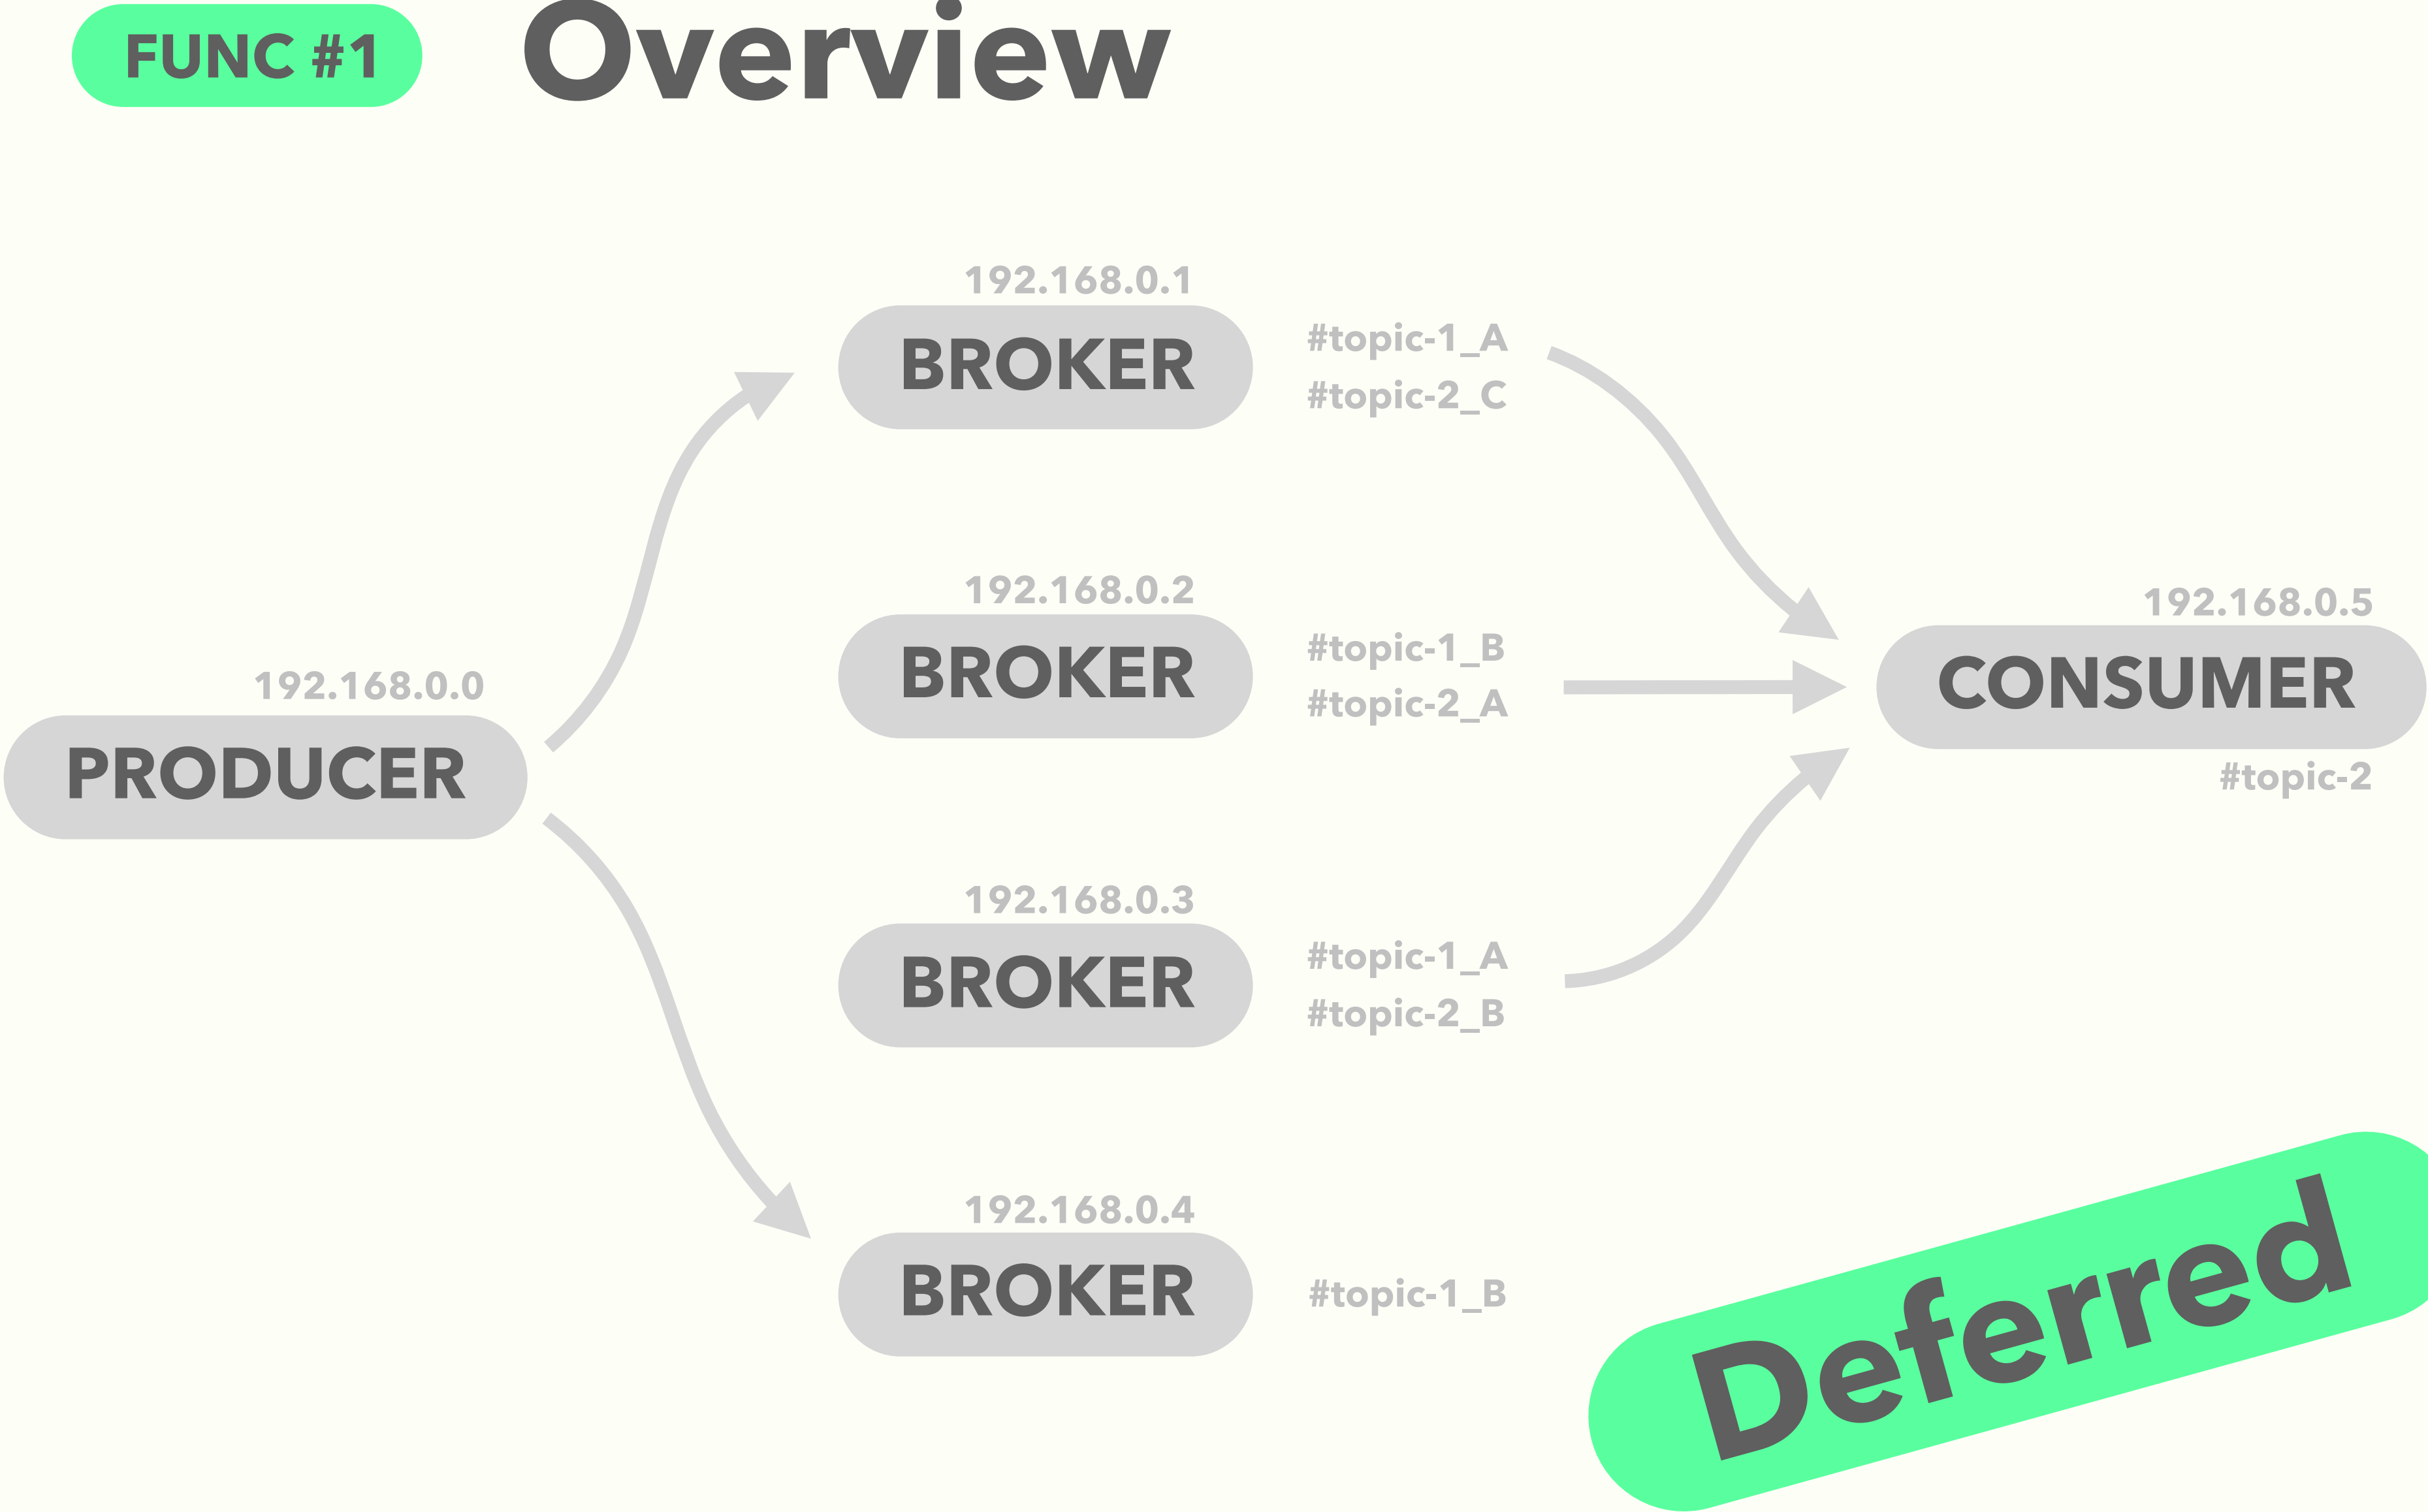 FUNC #1
Overview
192.168.0.0
PRODUCER
192.168.0.1
BROKER
#topic-1_A
#topic-2_C
192.168.0.2
BROKER
#topic-1_B
#topic-2_A
192.168.0.3
BROKER
#topic-1_A
#topic-2_B
192.168.0.4
BROKER
#topic-1_B
192.168.0.5
CONSUMER
#topic-2
Deferred